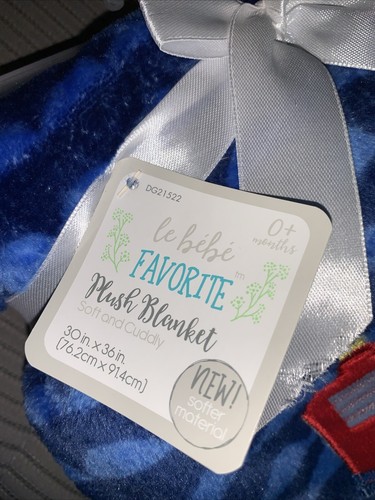 DG21522
le bébé
0+
months
FAVORITE™
Plush Blanket
Soft and Cuddly
30 in. x 36 in.
(76.2cm x 91.4cm)
NEW!
softer
material